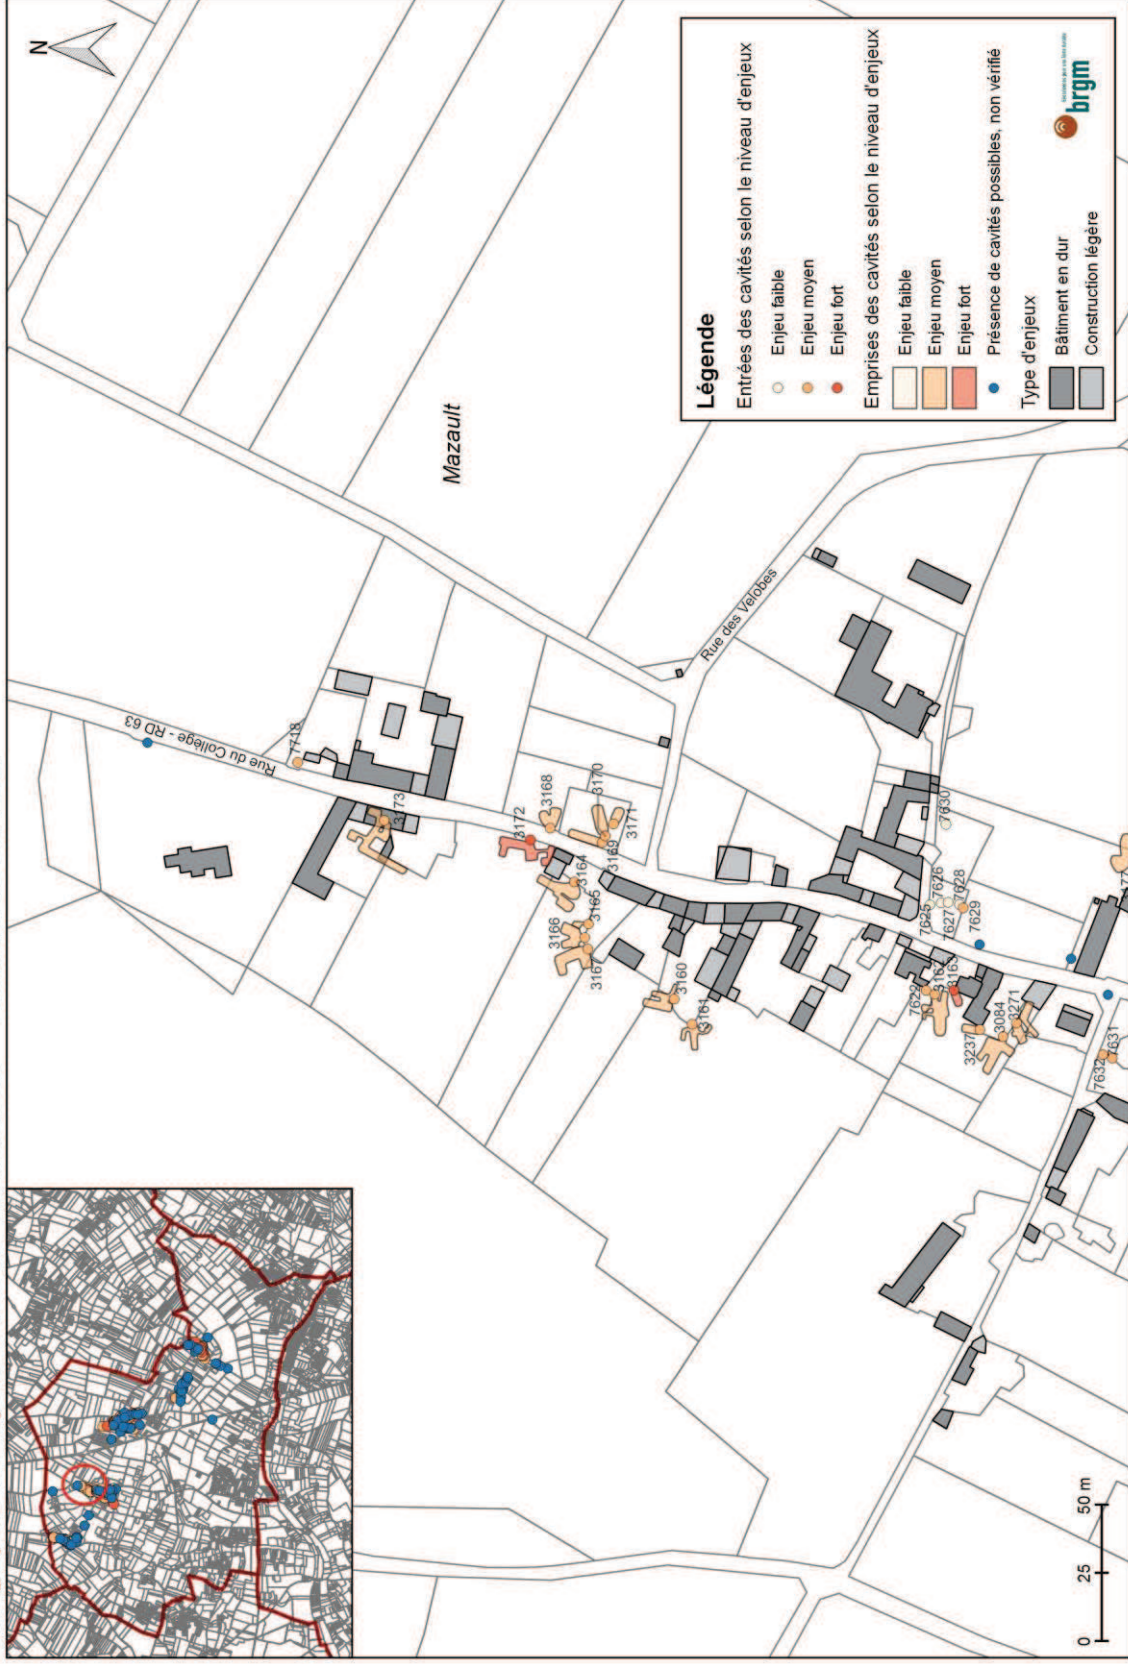 N
Rue du Collège - RD 63
7718
3173
Mazault
3172
3168
3170
3171
3169
3164
3165
3166
3167
3160
3161
Rue des Velobes
7630
7625
7626
7627
7628
7629
7622
3162
3163
3237
3084
3271
7632
7631
Légende
Entrées des cavités selon le niveau d'enjeux
Enjeu faible
Enjeu moyen
Enjeu fort
Emprises des cavités selon le niveau d'enjeux
Enjeu faible
Enjeu moyen
Enjeu fort
Présence de cavités possibles, non vérifié
Type d'enjeux
Bâtiment en dur
Construction légère
brgm
0 25 50 m